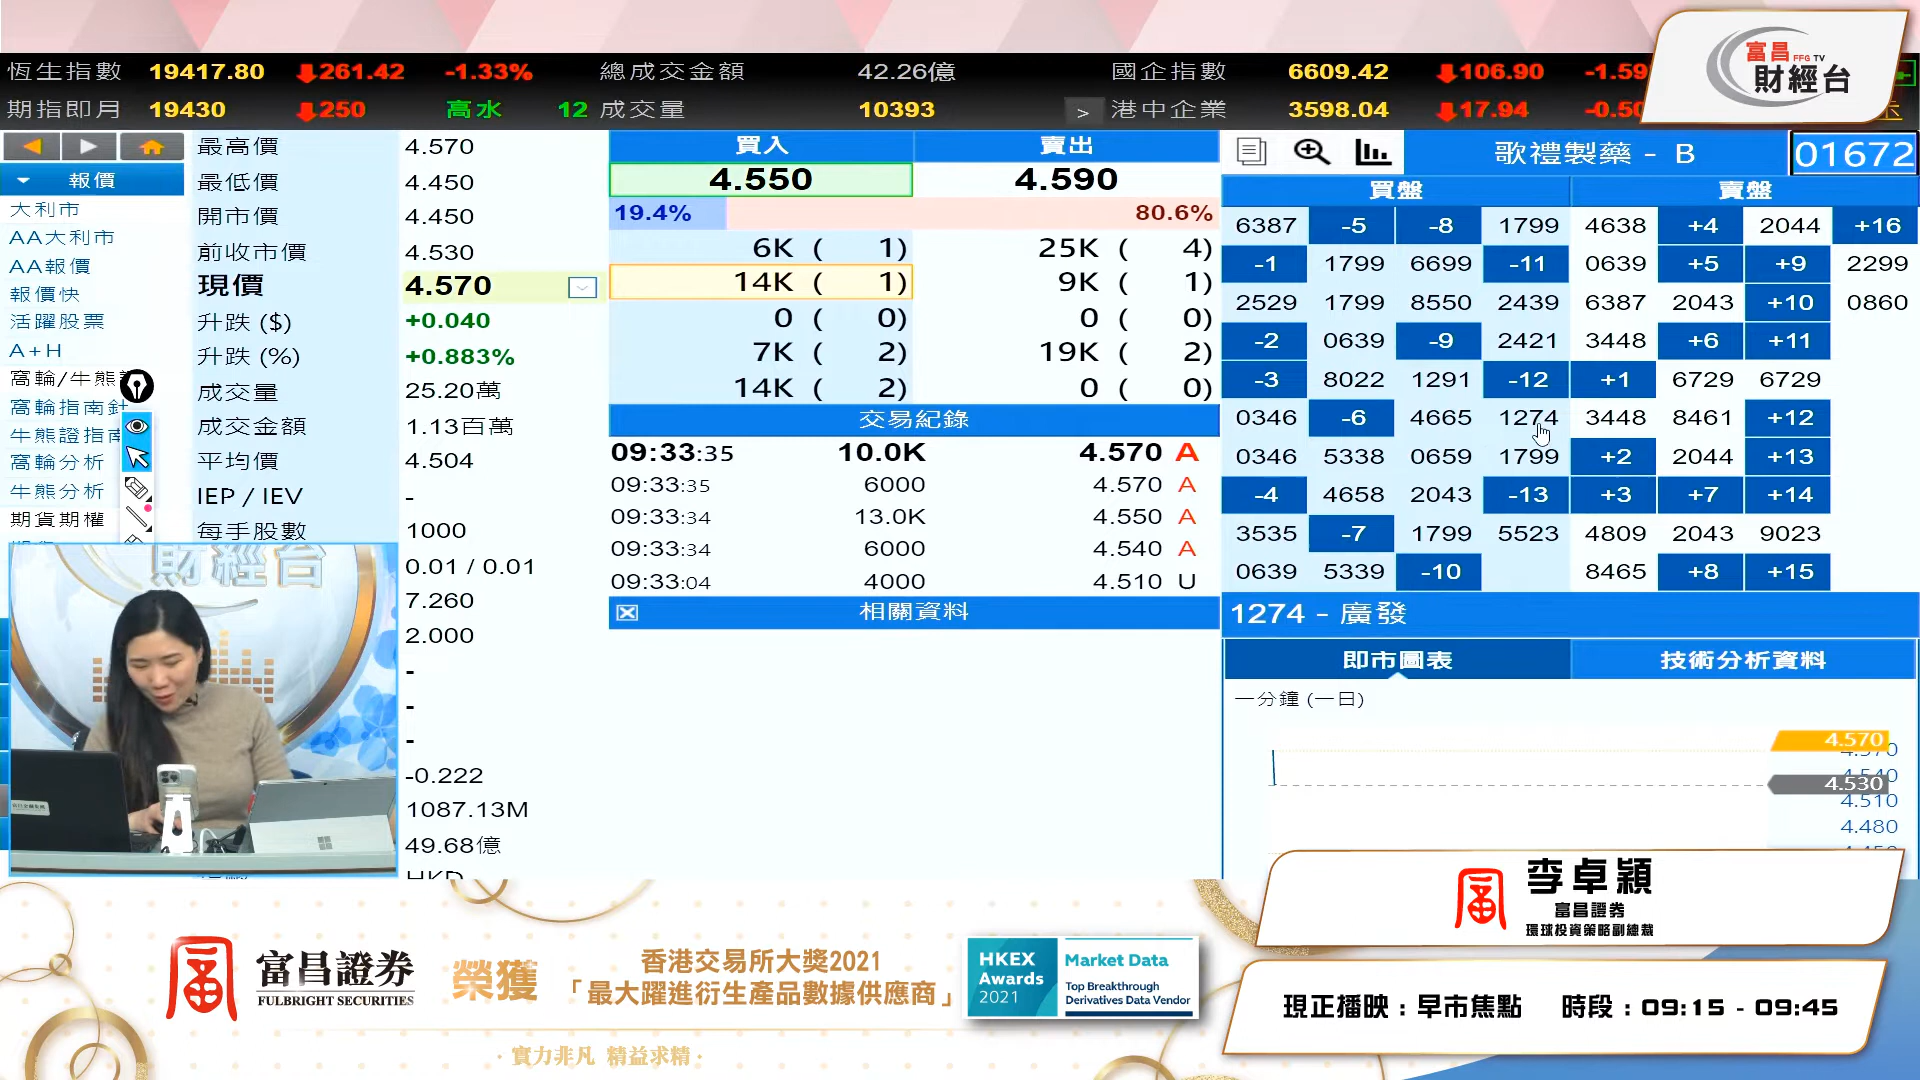 恆生指數 19417.80 261.42 -1.33% 總成交金額 42.26億 國企指數 6609.42 106.90 -1.59
期指即月 19430 250 高水 12 成交量 10393 > 港中企業 3598.04 17.94 -0.50
富昌 FFG TV
財經台
報價
大利市
AA大利市
AA報價
報價快
活躍股票
A+H
窩輪/牛熊
窩輪指南針
牛熊證指南
窩輪分析
牛熊分析
期貨期權
最高價 4.570
最低價 4.450
開市價 4.450
前收市價 4.530
現價 4.570
升跌 ($) +0.040
升跌 (%) +0.883%
成交量 25.20萬
成交金額 1.13百萬
平均價 4.504
IEP / IEV -
每手股數 1000
0.01 / 0.01
7.260
2.000
-
-
-
-0.222
1087.13M
49.68億
HKD
買入 賣出
4.550 4.590
19.4% 80.6%
6K ( 1) 25K ( 4)
14K ( 1) 9K ( 1)
0 ( 0) 0 ( 0)
7K ( 2) 19K ( 2)
14K ( 2) 0 ( 0)
交易紀錄
09:33:35 10.0K 4.570 A
09:33:35 6000 4.570 A
09:33:34 13.0K 4.550 A
09:33:34 6000 4.540 A
09:33:04 4000 4.510 U
相關資料
歌禮製藥 - B 01672
買盤 賣盤
6387 -5 -8 1799 4638 +4 2044 +16
-1 1799 6699 -11 0639 +5 +9 2299
2529 1799 8550 2439 6387 2043 +10 0860
-2 0639 -9 2421 3448 +6 +11
-3 8022 1291 -12 +1 6729 6729
0346 -6 4665 1274 3448 8461 +12
0346 5338 0659 1799 +2 2044 +13
-4 4658 2043 -13 +3 +7 +14
3535 -7 1799 5523 4809 2043 9023
0639 5339 -10 8465 +8 +15
1274 - 廣發
即市圖表 技術分析資料
一分鐘 (一日)
4.570
4.540
4.530
4.510
4.480
財經台
李卓穎
富昌證券
環球投資策略副總裁
富昌證券
FULBRIGHT SECURITIES
榮獲
香港交易所大獎2021
「最大躍進衍生產品數據供應商」
HKEX
Awards
2021
Market Data
Top Breakthrough
Derivatives Data Vendor
·實力非凡 精益求精·
現正播映：早市焦點 時段：09:15 - 09:45